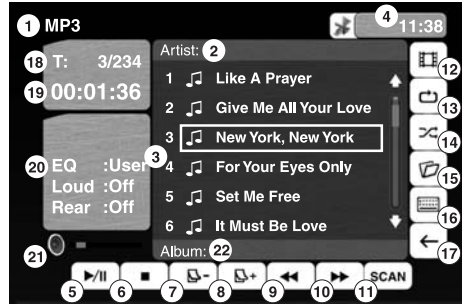 1 MP3
4 11:38
18 T: 3/234
19 00:01:36
Artist: 2
1 Like A Prayer
2 Give Me All Your Love
3 New York, New York
4 For Your Eyes Only
5 Set Me Free
6 It Must Be Love
3
20 EQ :User
Loud :Off
Rear :Off
21
Album: 22
12
13
14
15
16
17
SCAN
5 6 7 8 9 10 11